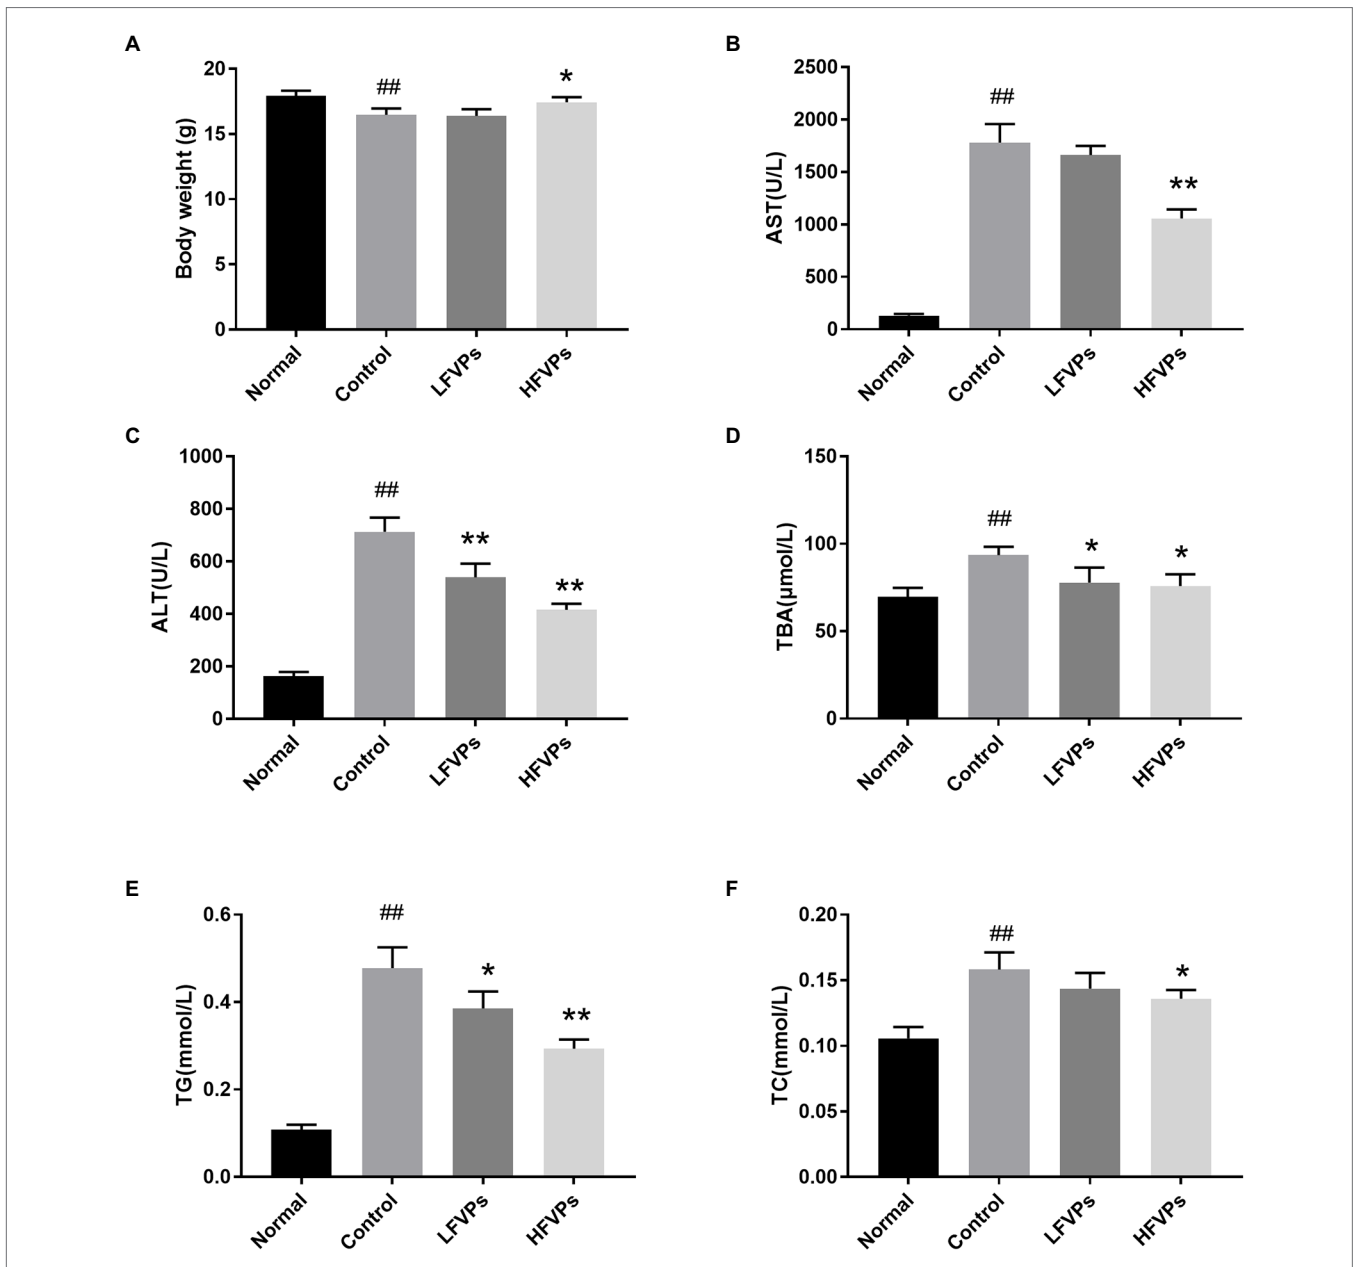 A
Body weight (g)
20
15
10
5
0
##
*
Normal
Control
LFVPs
HFVPs
B
AST(U/L)
2500
2000
1500
1000
500
0
##
**
Normal
Control
LFVPs
HFVPs
C
ALT(U/L)
1000
800
600
400
200
0
##
**
**
Normal
Control
LFVPs
HFVPs
D
TBA(μmol/L)
150
100
50
0
##
*
*
Normal
Control
LFVPs
HFVPs
E
TG(mmol/L)
0.6
0.4
0.2
0.0
##
*
**
Normal
Control
LFVPs
HFVPs
F
TC(mmol/L)
0.20
0.15
0.10
0.05
0.00
##
*
Normal
Control
LFVPs
HFVPs